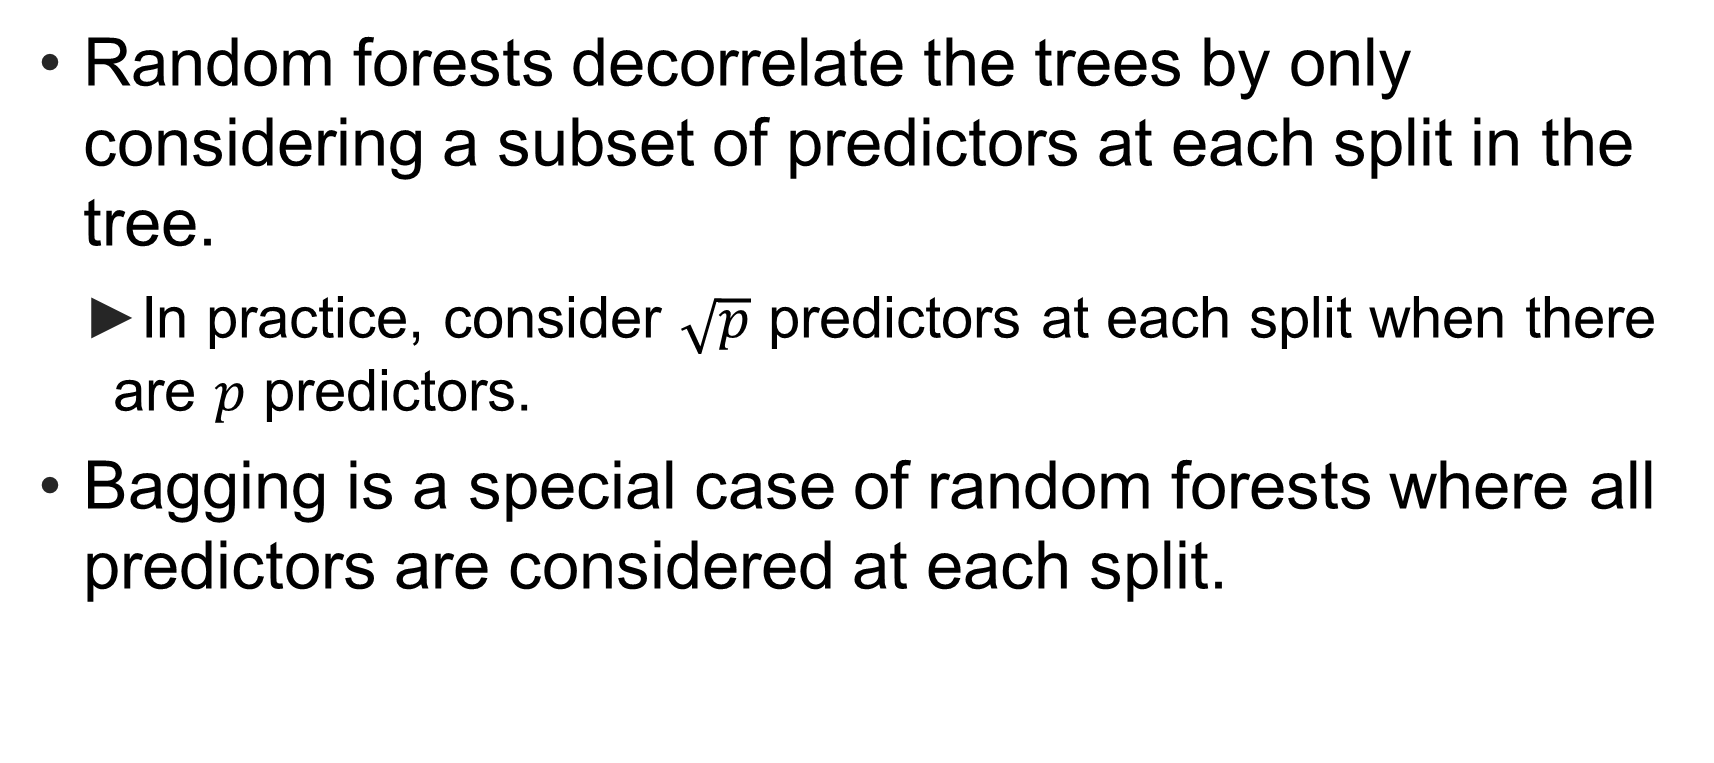 • Random forests decorrelate the trees by only
considering a subset of predictors at each split in the
tree.
►In practice, consider √p predictors at each split when there
are p predictors.
• Bagging is a special case of random forests where all
predictors are considered at each split.